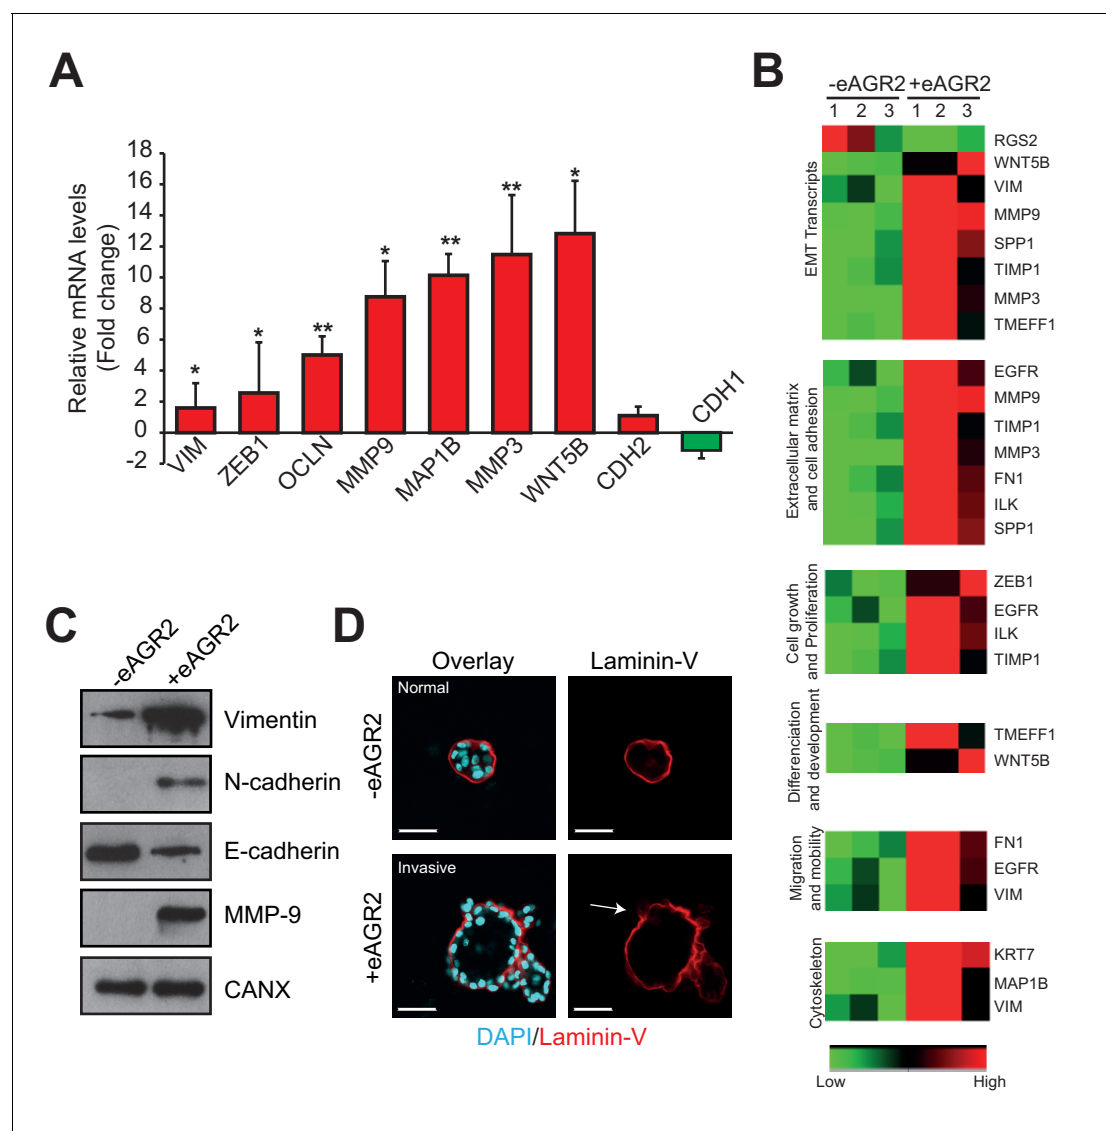 A
Relative mRNA levels
(Fold change)
18
16
14
12
10
8
6
4
2
0
-2
*
*
**
*
**
**
*
VIM
ZEB1
OCLN
MMP9
MAP1B
MMP3
WNT5B
CDH2
CDH1
B
-eAGR2 +eAGR2
1 2 3 1 2 3
EMT Transcripts
RGS2
WNT5B
VIM
MMP9
SPP1
TIMP1
MMP3
TMEFF1
Extracellular matrix
and cell adhesion
EGFR
MMP9
TIMP1
MMP3
FN1
ILK
SPP1
Cell growth
and Proliferation
ZEB1
EGFR
ILK
TIMP1
Differenciation
and development
TMEFF1
WNT5B
Migration
and mobility
FN1
EGFR
VIM
Cytoskeleton
KRT7
MAP1B
VIM
Low High
C
-eAGR2
+eAGR2
Vimentin
N-cadherin
E-cadherin
MMP-9
CANX
D
Overlay Laminin-V
-eAGR2
Normal
+eAGR2
Invasive
DAPI/Laminin-V